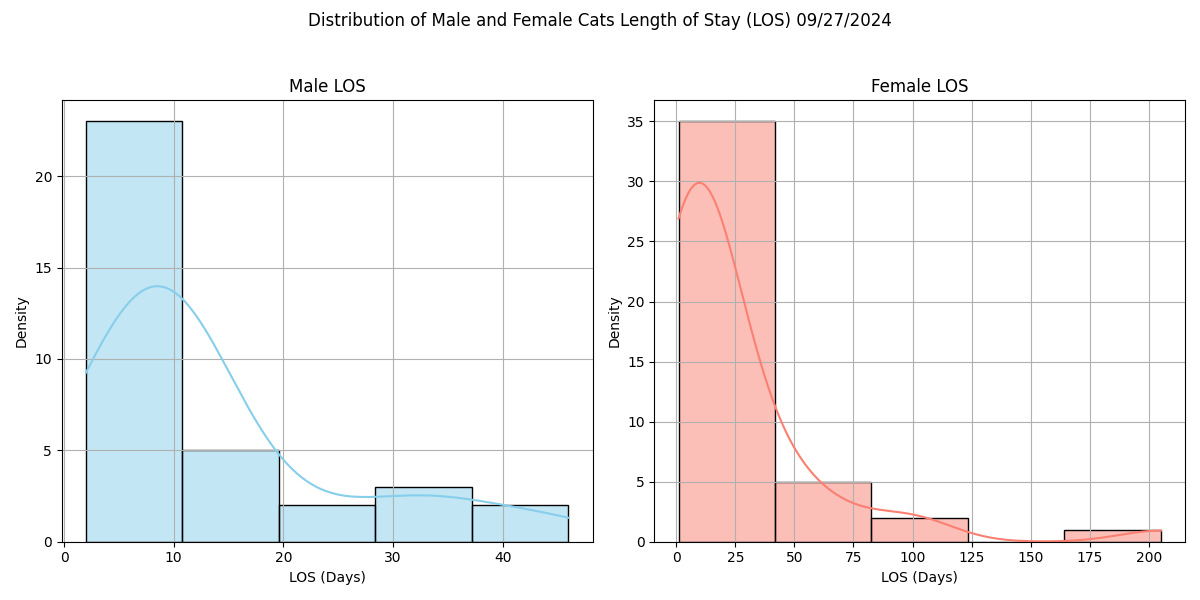 Distribution of Male and Female Cats Length of Stay (LOS) 09/27/2024
Male LOS
Density
20
15
10
5
0
0 10 20 30 40
LOS (Days)
Female LOS
Density
35
30
25
20
15
10
5
0
0 25 50 75 100 125 150 175 200
LOS (Days)